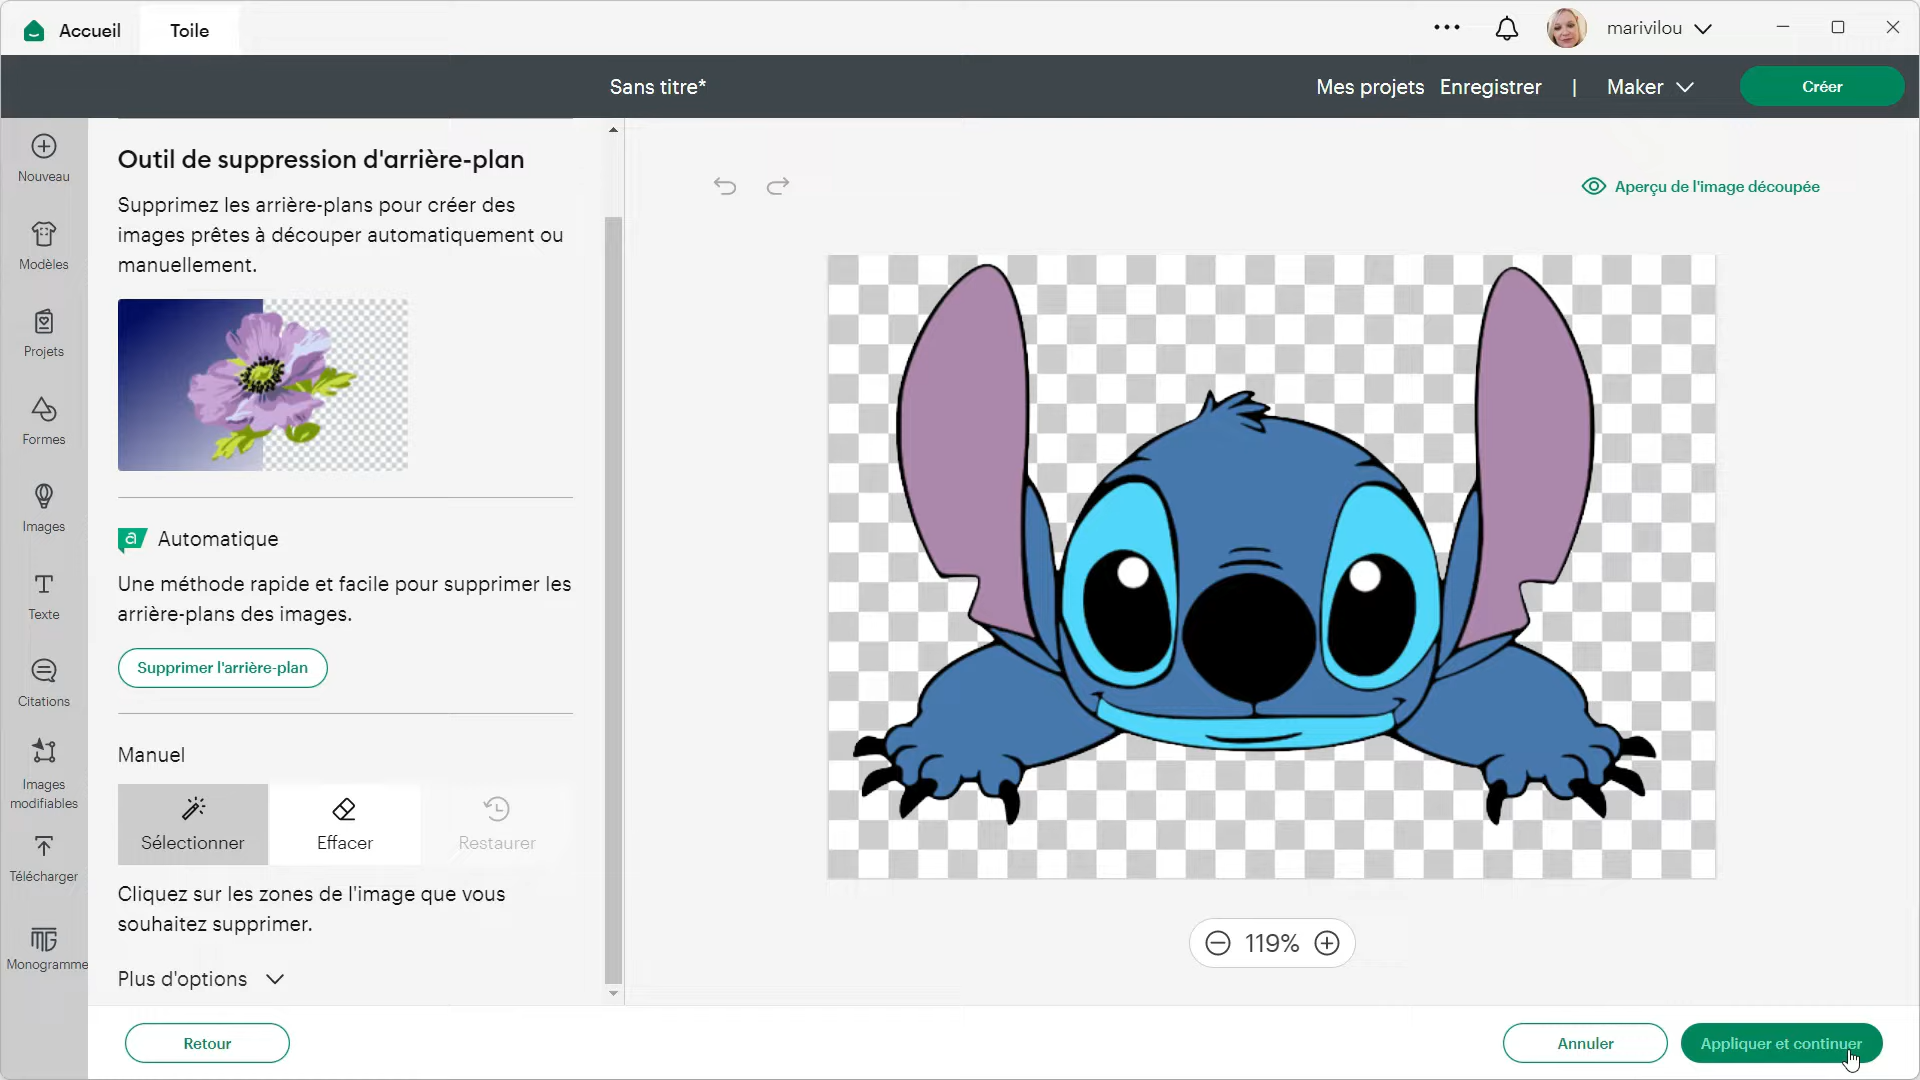 Accueil
Toile
marivilou
Sans titre*
Mes projets
Enregistrer
|
Maker
Créer
Nouveau
Modèles
Projets
Formes
Images
Texte
Citations
Images
modifiables
Télécharger
Monogramme
Outil de suppression d'arrière-plan
Supprimez les arrière-plans pour créer des
images prêtes à découper automatiquement ou
manuellement.
a Automatique
Une méthode rapide et facile pour supprimer les
arrière-plans des images.
Supprimer l'arrière-plan
Manuel
Sélectionner
Effacer
Restaurer
Cliquez sur les zones de l'image que vous
souhaitez supprimer.
Plus d'options
Aperçu de l'image découpée
119%
Retour
Annuler
Appliquer et continuer